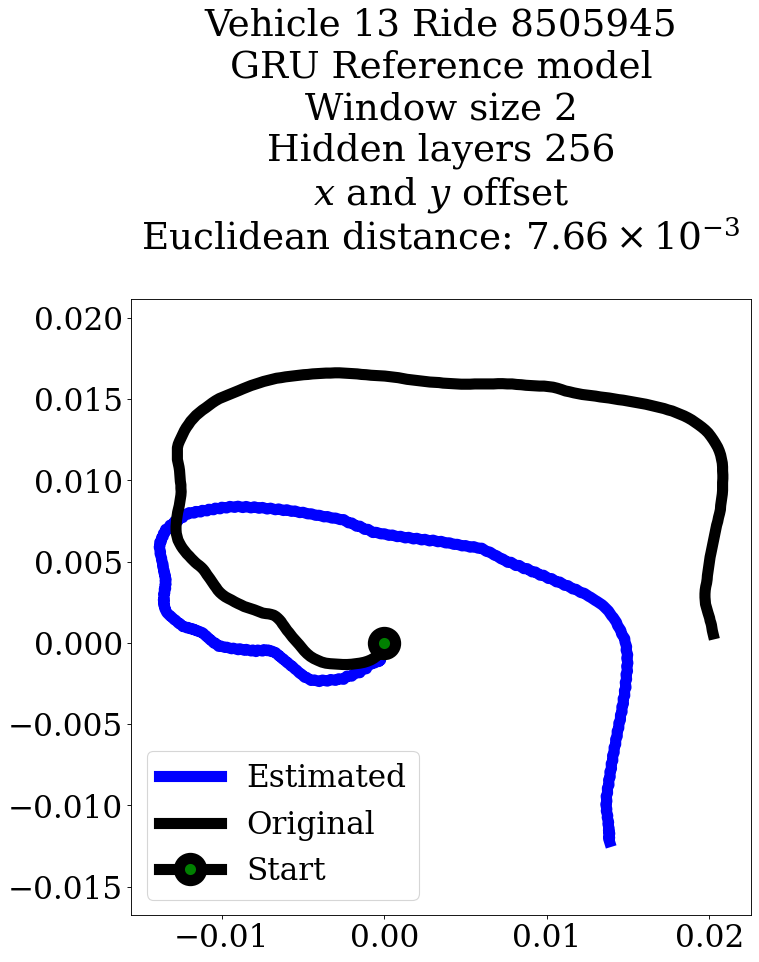 Vehicle 13 Ride 8505945
GRU Reference model
Window size 2
Hidden layers 256
x and y offset
Euclidean distance: 7.66 × 10⁻³
0.020
0.015
0.010
0.005
0.000
−0.005
−0.010
−0.015
Estimated
Original
Start
−0.01 0.00 0.01 0.02